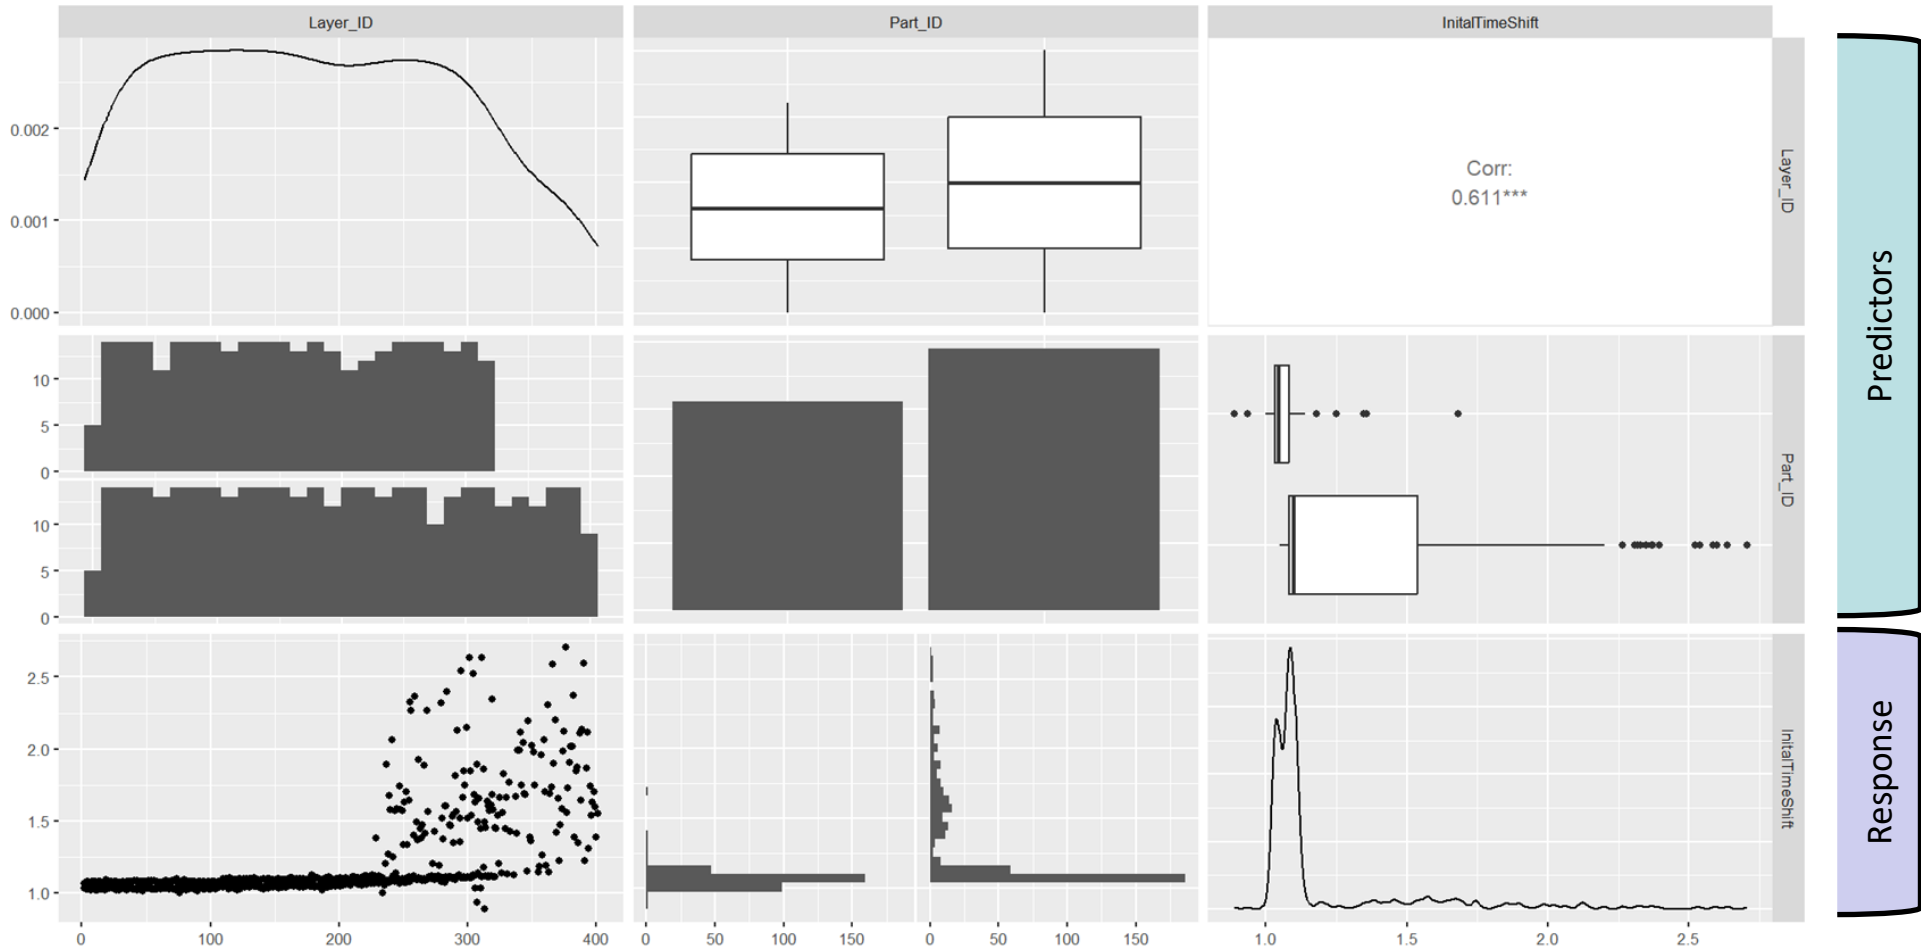 Layer_ID Part_ID InitalTimeShift
0.002
0.001
0.000
Corr:
0.611***
Layer_ID
Predictors
10
5
0
10
5
0
Part_ID
2.5
2.0
1.5
1.0
InitalTimeShift
Response
0 100 200 300 400 0 50 100 150 0 50 100 150 1.0 1.5 2.0 2.5